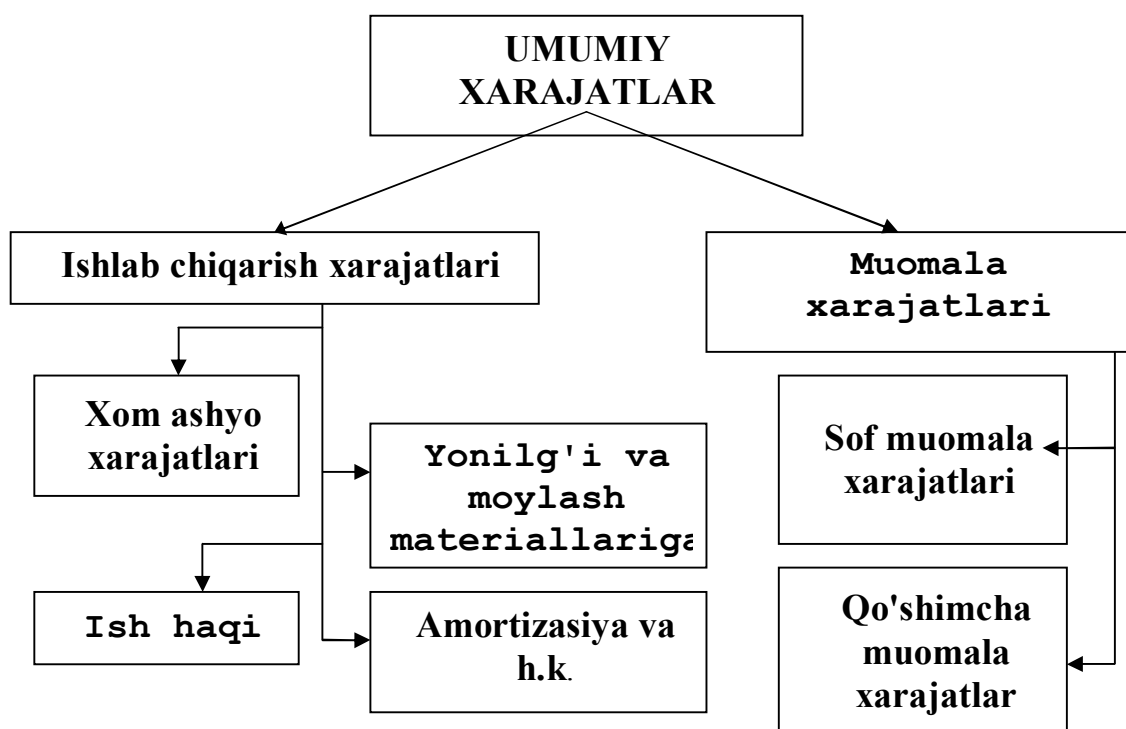 UMUMIY
XARAJATLAR
Ishlab chiqarish xarajatlari
Muomala
xarajatlari
Xom ashyo
xarajatlari
Yonilg'i va
moylash
materiallariga
Sof muomala
xarajatlari
Ish haqi
Amortizasiya va
h.k.
Qo'shimcha
muomala
xarajatlar